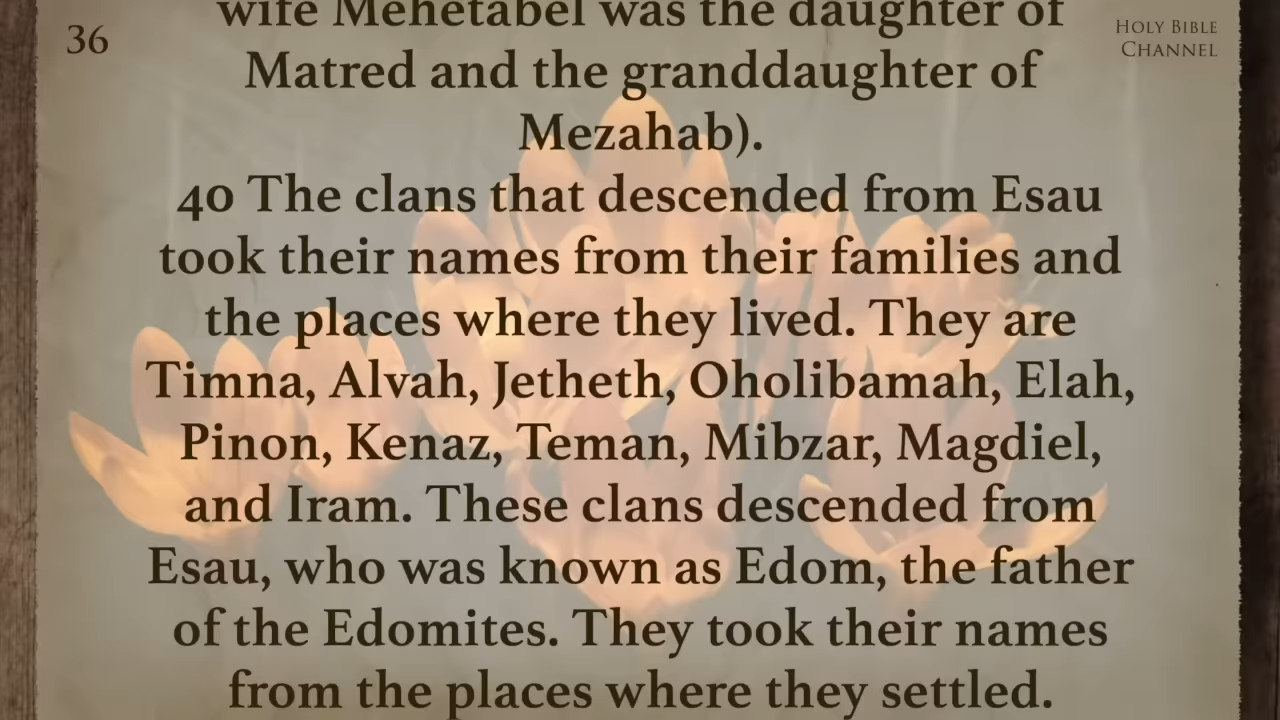 36
HOLY BIBLE
CHANNEL
wife Mehetabel was the daughter of
Matred and the granddaughter of
Mezahab).
40 The clans that descended from Esau
took their names from their families and
the places where they lived. They are
Timna, Alvah, Jetheth, Oholibamah, Elah,
Pinon, Kenaz, Teman, Mibzar, Magdiel,
and Iram. These clans descended from
Esau, who was known as Edom, the father
of the Edomites. They took their names
from the places where they settled.